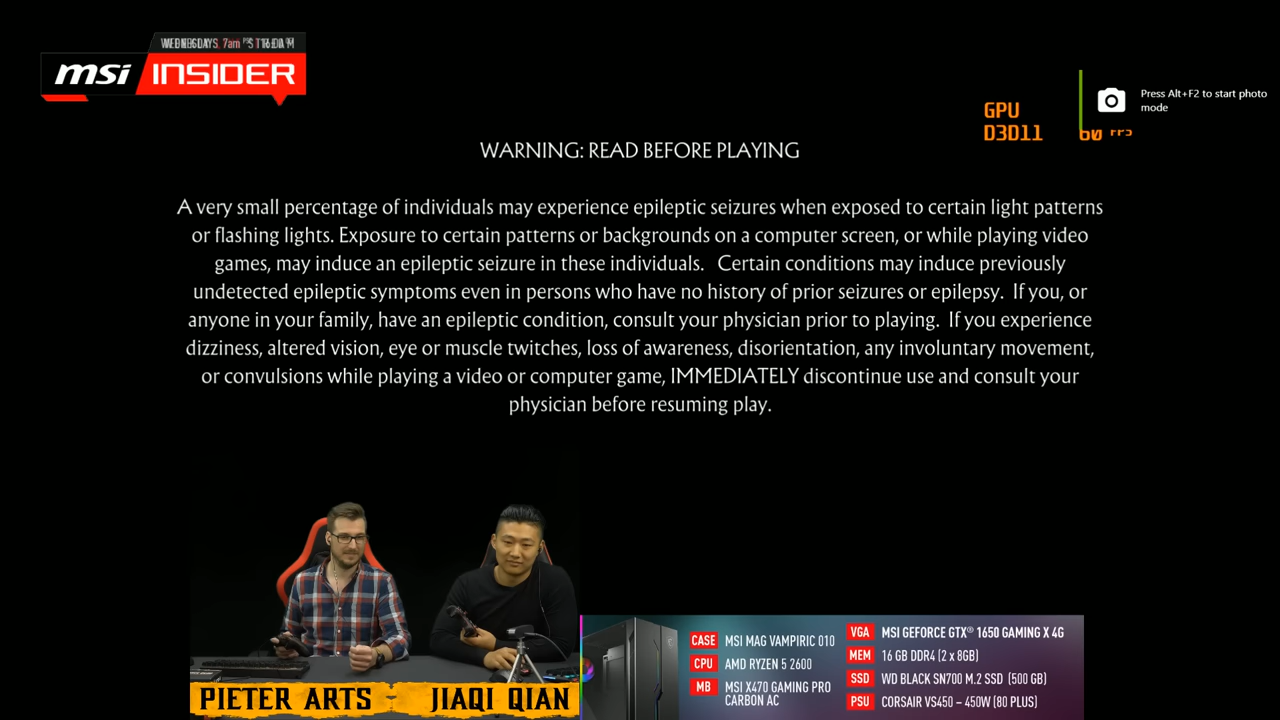 WEDNESDAYS 7am
msi INSIDER
Press Alt+F2 to start photo
mode
GPU
D3D11 60 FPS
WARNING: READ BEFORE PLAYING
A very small percentage of individuals may experience epileptic seizures when exposed to certain light patterns
or flashing lights. Exposure to certain patterns or backgrounds on a computer screen, or while playing video
games, may induce an epileptic seizure in these individuals. Certain conditions may induce previously
undetected epileptic symptoms even in persons who have no history of prior seizures or epilepsy. If you, or
anyone in your family, have an epileptic condition, consult your physician prior to playing. If you experience
dizziness, altered vision, eye or muscle twitches, loss of awareness, disorientation, any involuntary movement,
or convulsions while playing a video or computer game, IMMEDIATELY discontinue use and consult your
physician before resuming play.
PIETER ARTS - JIAQI QIAN
CASE MSI MAG VAMPIRIC 010
CPU AMD RYZEN 5 2600
MB MSI X470 GAMING PRO
CARBON AC
VGA MSI GEFORCE GTX® 1650 GAMING X 4G
MEM 16 GB DDR4 (2 x 8GB)
SSD WD BLACK SN700 M.2 SSD (500 GB)
PSU CORSAIR VS450 – 450W (80 PLUS)